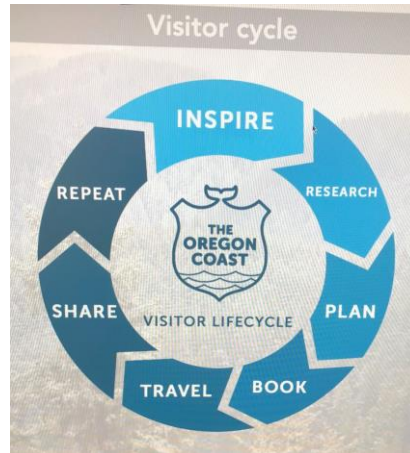 Visitor cycle
INSPIRE
RESEARCH
PLAN
BOOK
TRAVEL
SHARE
REPEAT
THE
OREGON
COAST
VISITOR LIFECYCLE